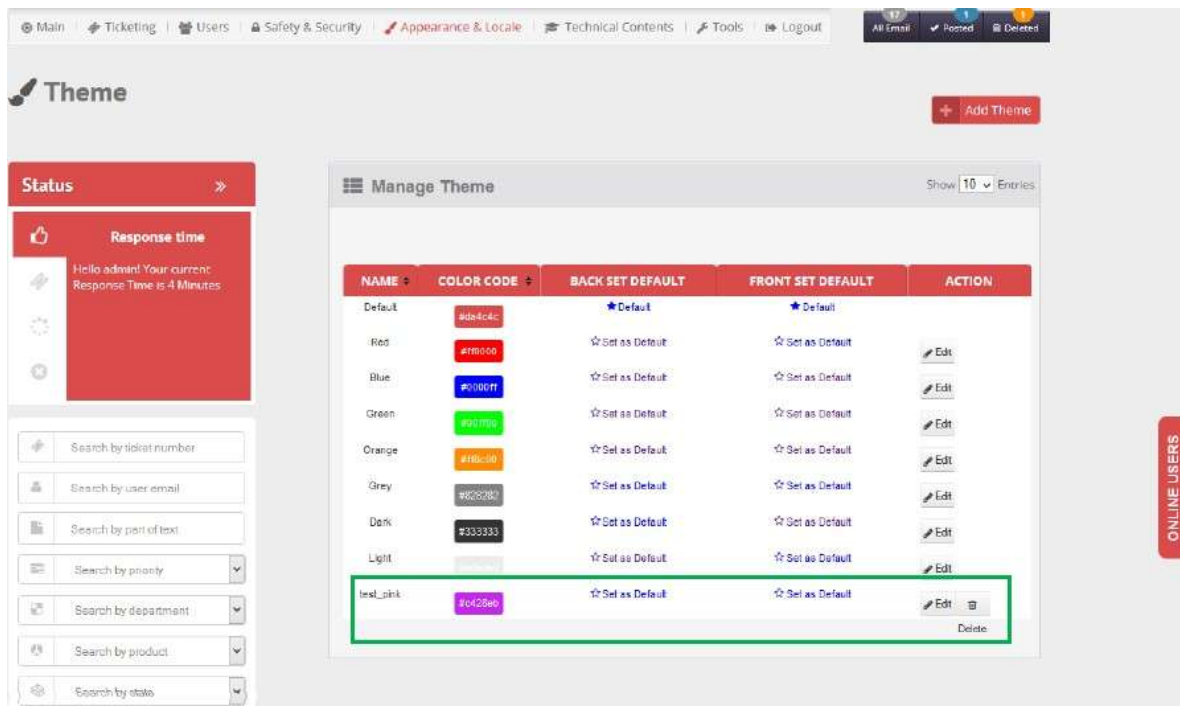 Main Ticketing Users Safety & Security Appearance & Locale Technical Contents Tools Logout
17 1 1
All Email Posted Deleted
Theme
Add Theme
Status
Response time
Hello admin! Your current
Response Time is 4 Minutes
Search by ticket number
Search by user email
Search by part of text
Search by priority
Search by department
Search by product
Search by state
Manage Theme
Show 10 Entries
NAME COLOR CODE BACK SET DEFAULT FRONT SET DEFAULT ACTION
Default #da4c4c Default Default
Red #ff0000 Set as Default Set as Default Edit
Blue #0000ff Set as Default Set as Default Edit
Green Set as Default Set as Default Edit
Orange #ff8c00 Set as Default Set as Default Edit
Grey #828282 Set as Default Set as Default Edit
Dark #333333 Set as Default Set as Default Edit
Light Set as Default Set as Default Edit
test_pink #c428eb Set as Default Set as Default Edit
Delete
ONLINE USERS